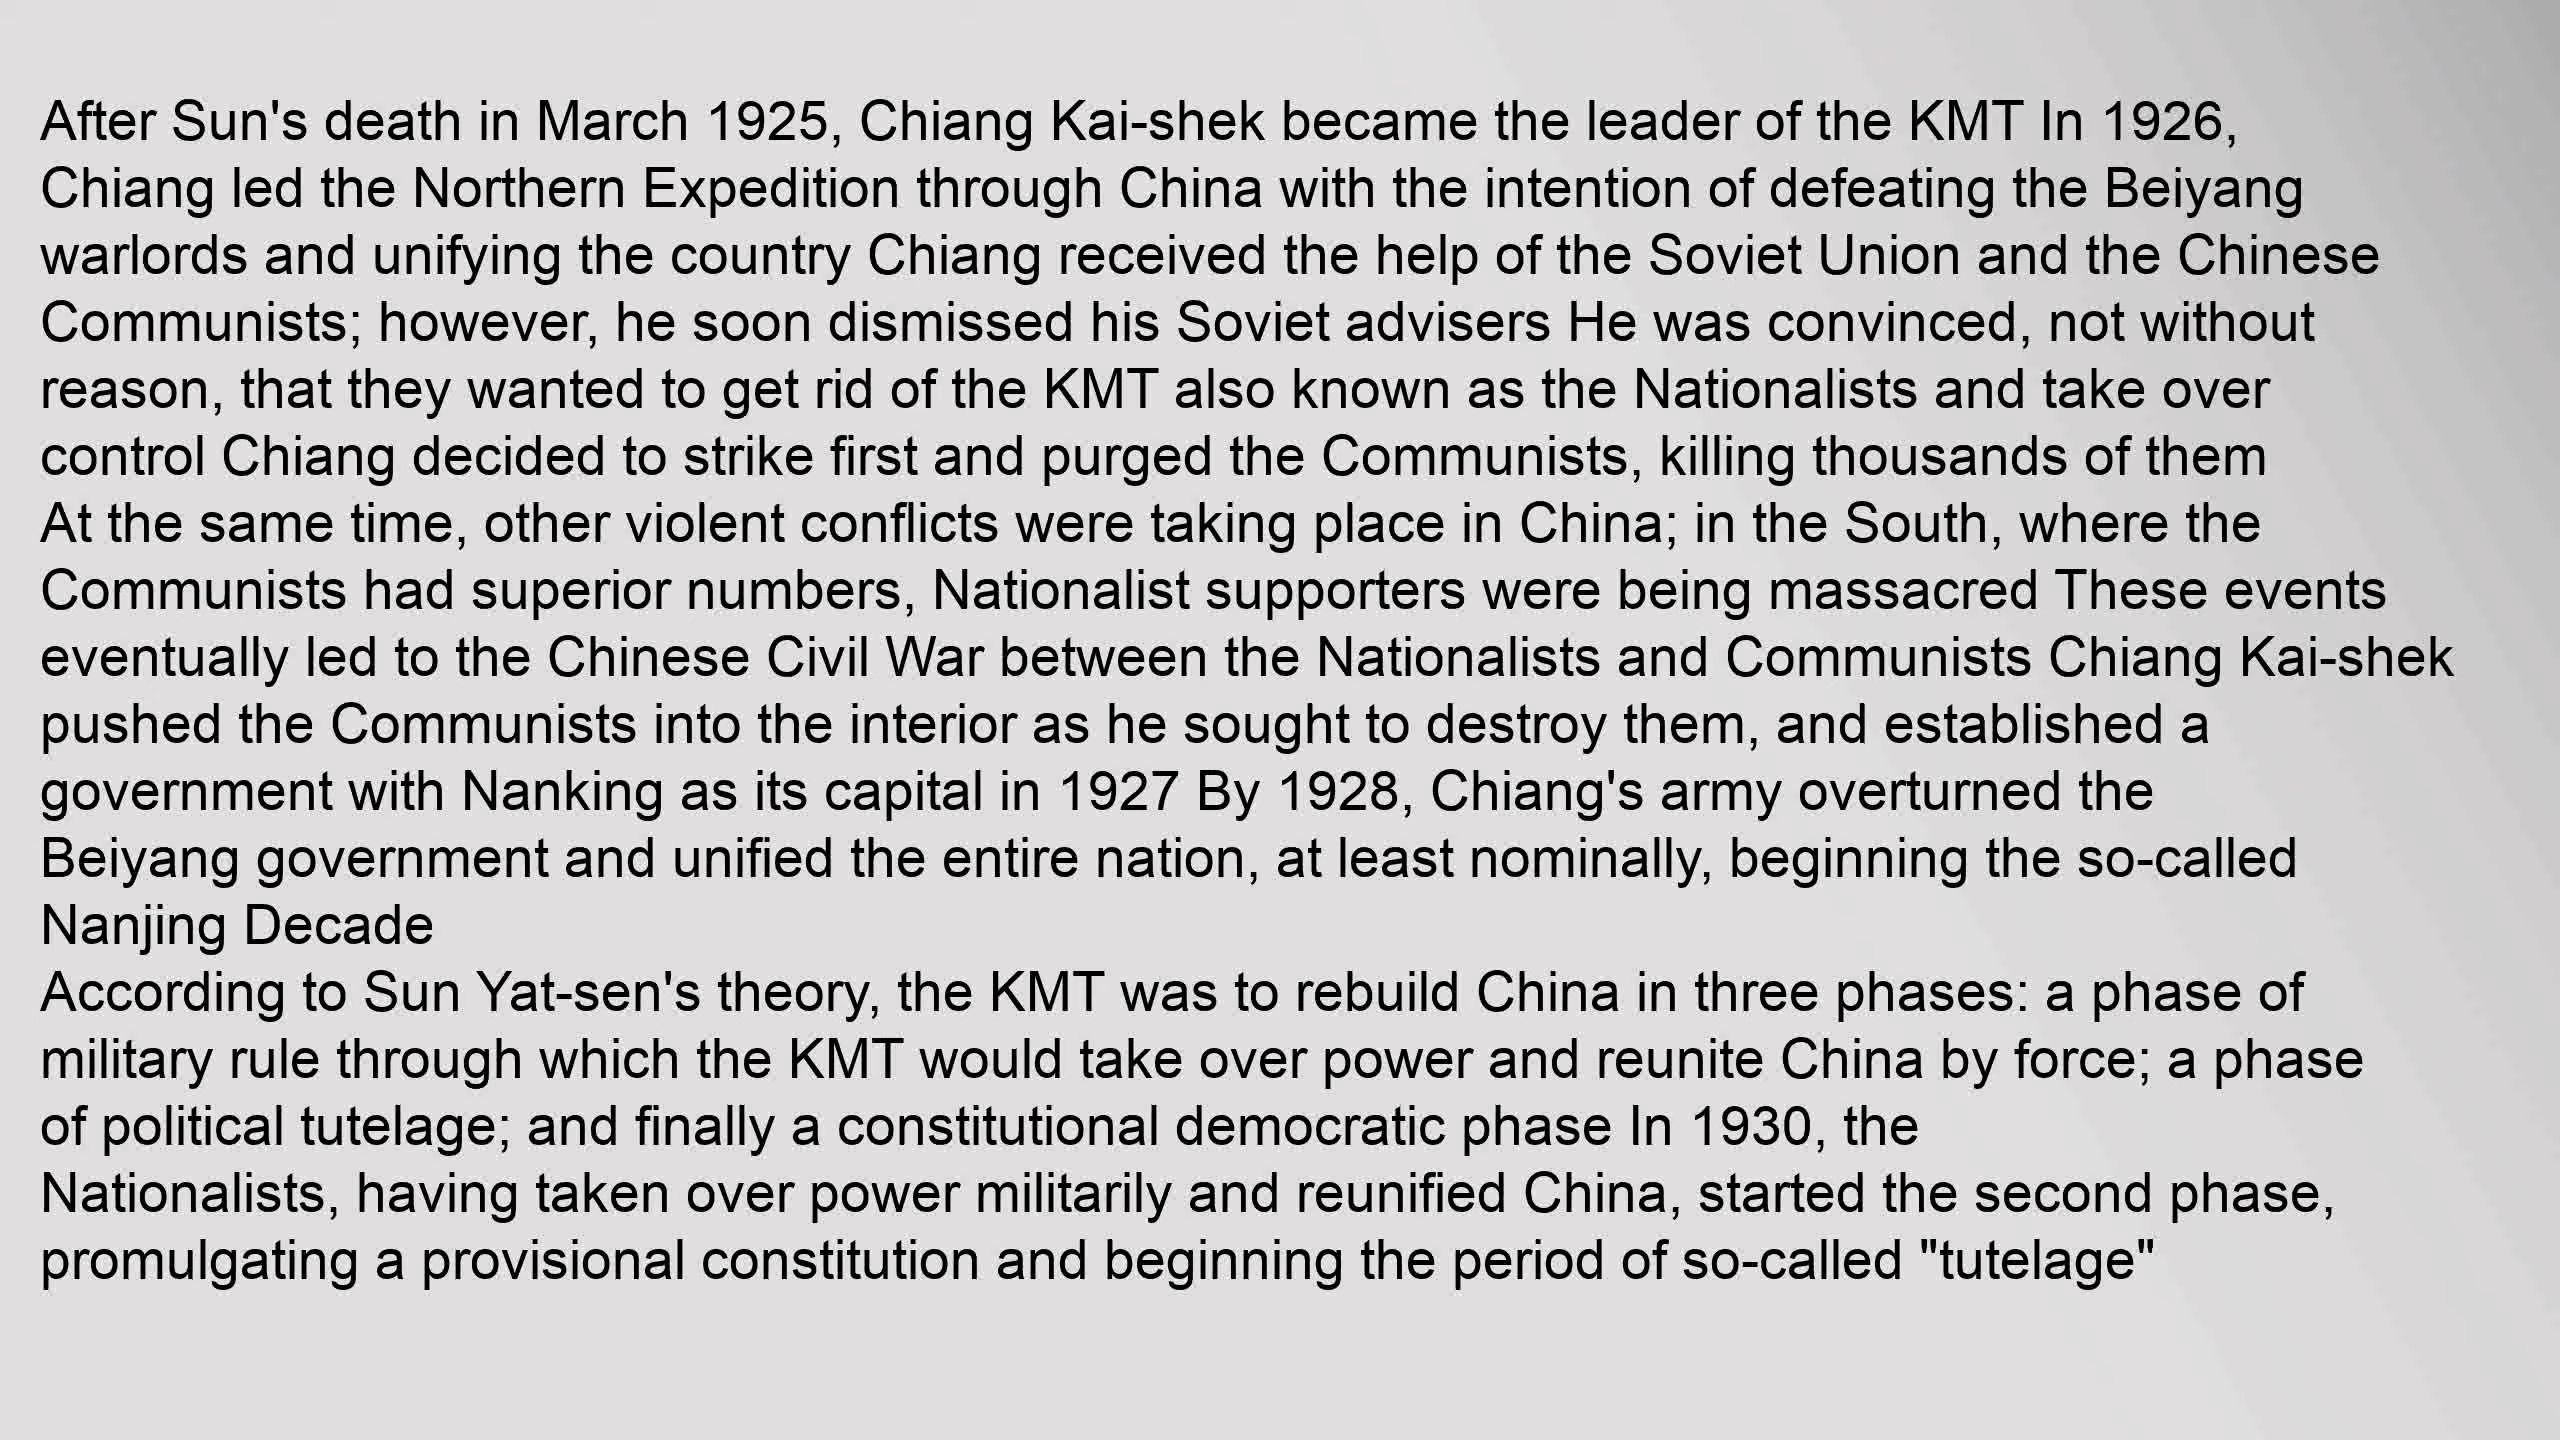 After Sun's death in March 1925, Chiang Kai-shek became the leader of the KMT In 1926,
Chiang led the Northern Expedition through China with the intention of defeating the Beiyang
warlords and unifying the country Chiang received the help of the Soviet Union and the Chinese
Communists; however, he soon dismissed his Soviet advisers He was convinced, not without
reason, that they wanted to get rid of the KMT also known as the Nationalists and take over
control Chiang decided to strike first and purged the Communists, killing thousands of them
At the same time, other violent conflicts were taking place in China; in the South, where the
Communists had superior numbers, Nationalist supporters were being massacred These events
eventually led to the Chinese Civil War between the Nationalists and Communists Chiang Kai-shek
pushed the Communists into the interior as he sought to destroy them, and established a
government with Nanking as its capital in 1927 By 1928, Chiang's army overturned the
Beiyang government and unified the entire nation, at least nominally, beginning the so-called
Nanjing Decade
According to Sun Yat-sen's theory, the KMT was to rebuild China in three phases: a phase of
military rule through which the KMT would take over power and reunite China by force; a phase
of political tutelage; and finally a constitutional democratic phase In 1930, the
Nationalists, having taken over power militarily and reunified China, started the second phase,
promulgating a provisional constitution and beginning the period of so-called "tutelage"